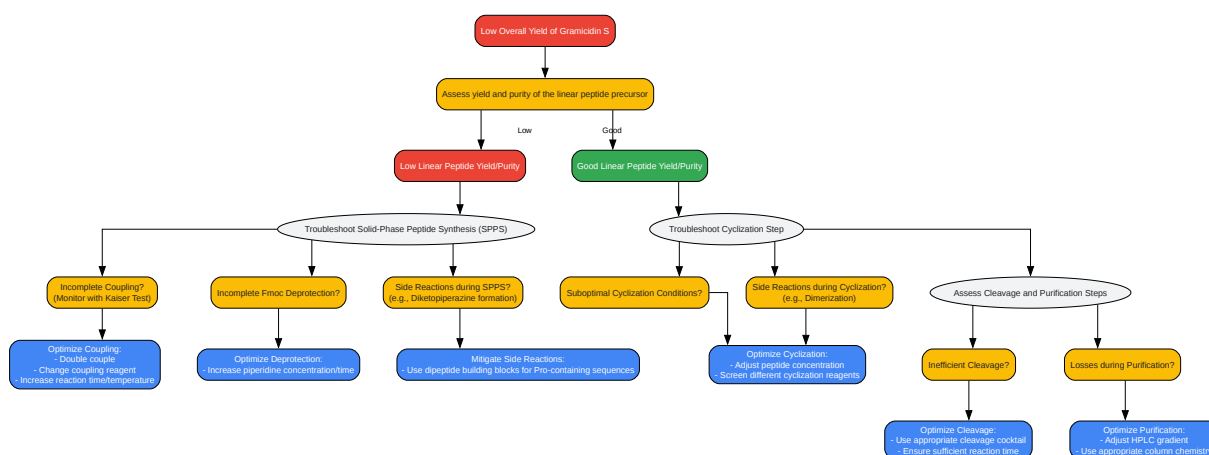 Low Overall Yield of Gramicidin S
Assess yield and purity of the linear peptide precursor
Low
Good
Low Linear Peptide Yield/Purity
Good Linear Peptide Yield/Purity
Troubleshoot Solid-Phase Peptide Synthesis (SPPS)
Troubleshoot Cyclization Step
Incomplete Coupling?
(Monitor with Kaiser Test)
Incomplete Fmoc Deprotection?
Side Reactions during SPPS?
(e.g., Diketopiperazine formation)
Suboptimal Cyclization Conditions?
Side Reactions during Cyclization?
(e.g., Dimerization)
Assess Cleavage and Purification Steps
Optimize Coupling:
- Double couple
- Change coupling reagent
- Increase reaction time/temperature
Optimize Deprotection:
- Increase piperidine concentration/time
Mitigate Side Reactions:
- Use dipeptide building blocks for Pro-containing sequences
Optimize Cyclization:
- Adjust peptide concentration
- Screen different cyclization reagents
Inefficient Cleavage?
Losses during Purification?
Optimize Cleavage:
- Use appropriate cleavage cocktail
- Ensure sufficient reaction time
Optimize Purification:
- Adjust HPLC gradient
- Use appropriate column chemistry